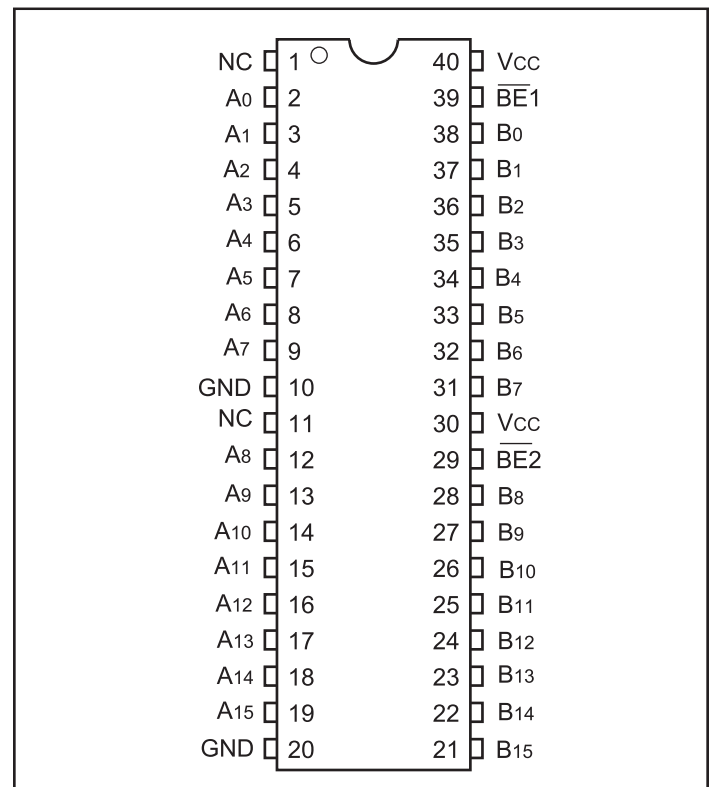 NC 1 40 VCC
A0 2 39 B̅E̅1
A1 3 38 B0
A2 4 37 B1
A3 5 36 B2
A4 6 35 B3
A5 7 34 B4
A6 8 33 B5
A7 9 32 B6
GND 10 31 B7
NC 11 30 VCC
A8 12 29 B̅E̅2
A9 13 28 B8
A10 14 27 B9
A11 15 26 B10
A12 16 25 B11
A13 17 24 B12
A14 18 23 B13
A15 19 22 B14
GND 20 21 B15